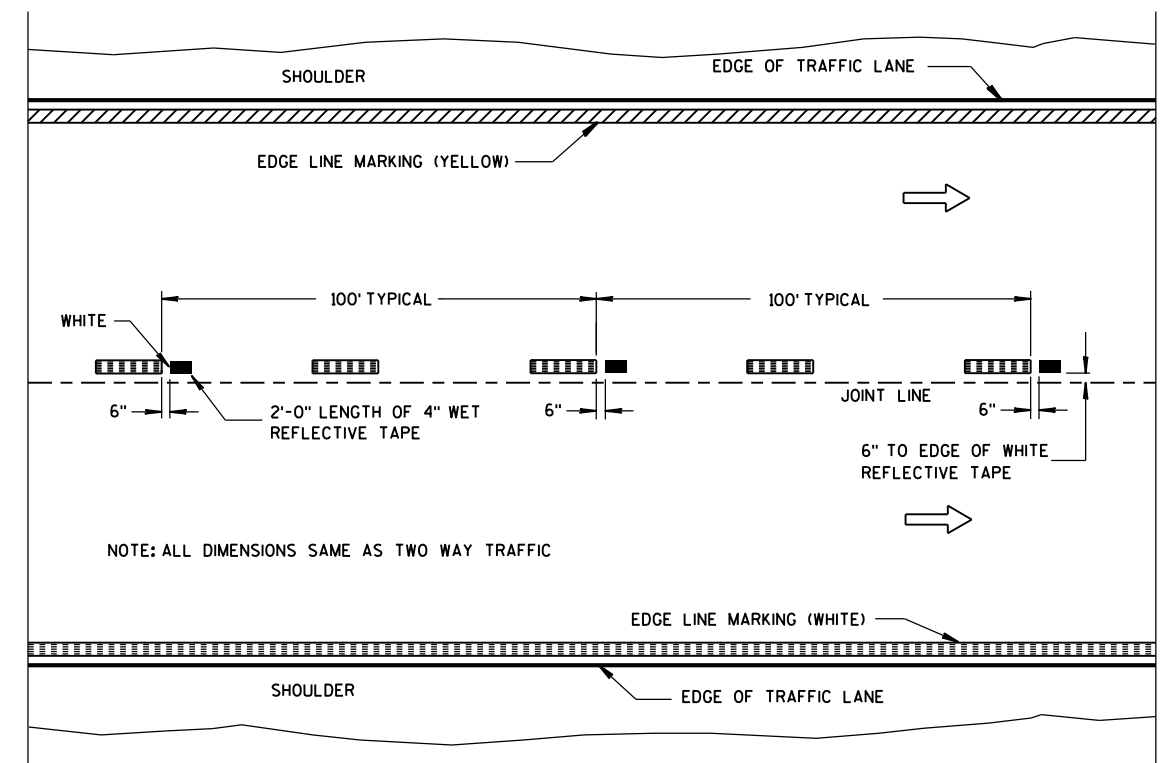 SHOULDER
EDGE OF TRAFFIC LANE
EDGE LINE MARKING (YELLOW)
100' TYPICAL
100' TYPICAL
WHITE
JOINT LINE
6"
2'-0" LENGTH OF 4" WET
REFLECTIVE TAPE
6"
6"
6" TO EDGE OF WHITE
REFLECTIVE TAPE
NOTE: ALL DIMENSIONS SAME AS TWO WAY TRAFFIC
EDGE LINE MARKING (WHITE)
SHOULDER
EDGE OF TRAFFIC LANE